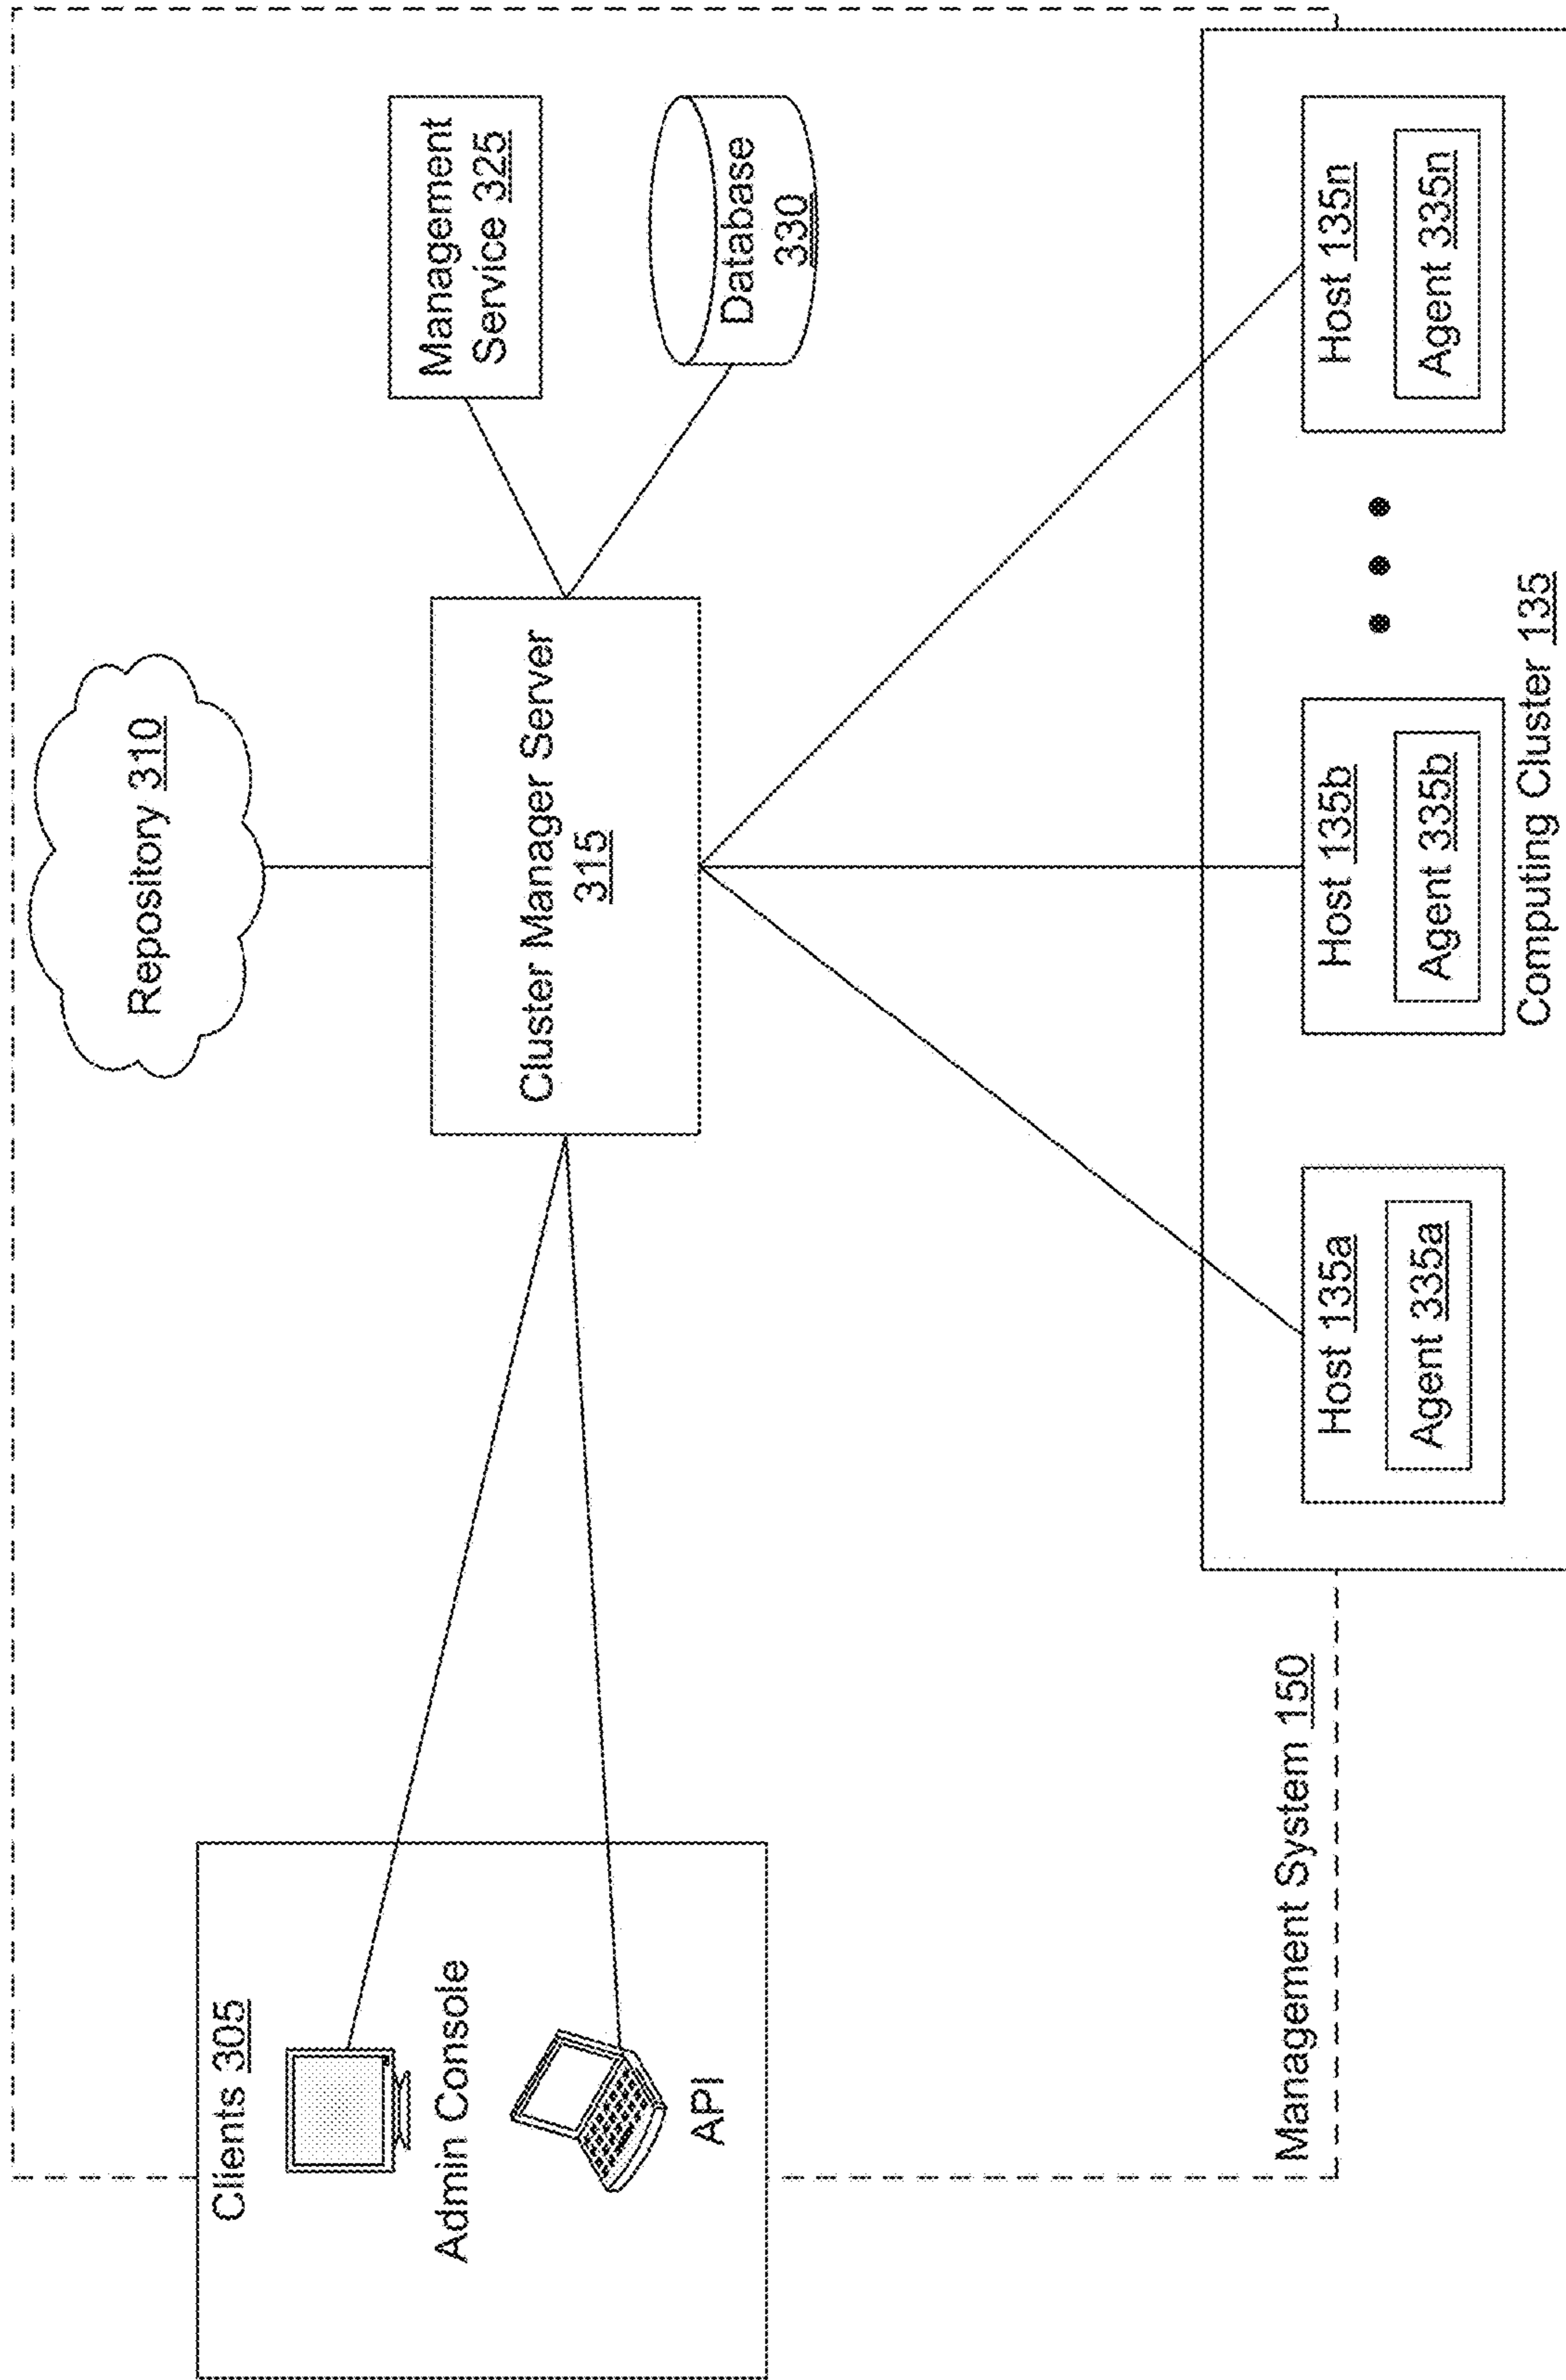 Clients 305
Admin Console
API
Repository 310
Cluster Manager Server
315
Management
Service 325
Database
330
Management System 150
Host 135a
Agent 335a
Host 135b
Agent 335b
Host 135n
Agent 335n
Computing Cluster 135